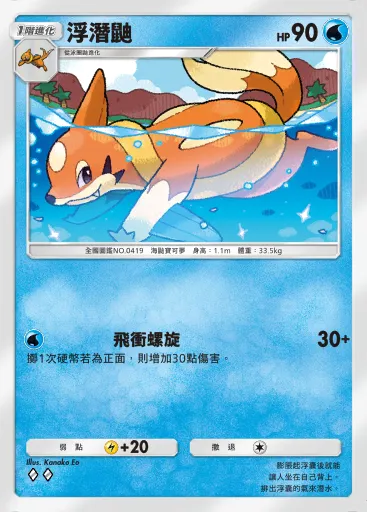 1階進化
浮潛鼬
HP90
從泳圈鼬進化
全國圖鑑NO.0419 海鼬寶可夢 身高：1.1m 體重：33.5kg
飛衝螺旋 30+
擲1次硬幣若為正面，則增加30點傷害。
弱點 +20 撤退
Illus. Kanako Eo
膨脹起浮囊後就能
讓人坐在自己背上。
排出浮囊的氣來潛水。